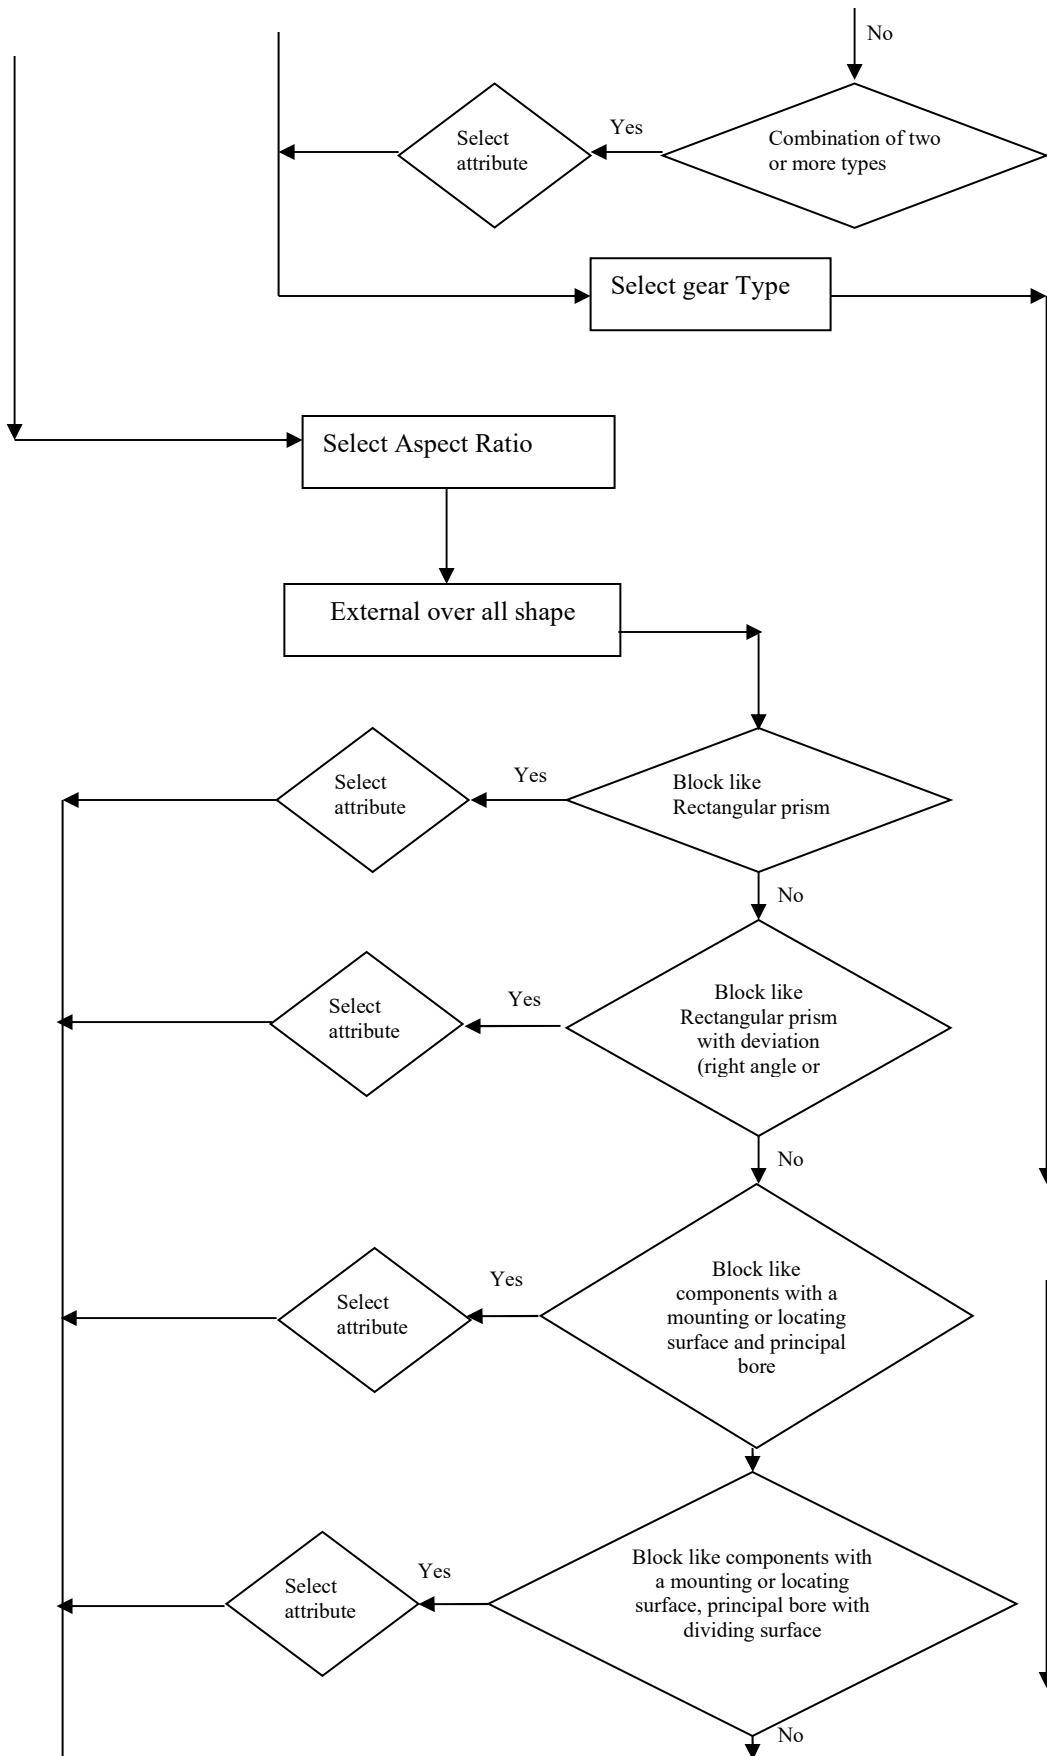 No
Select
attribute
Yes
Combination of two
or more types
Select gear Type
Select Aspect Ratio
External over all shape
Select
attribute
Yes
Block like
Rectangular prism
No
Select
attribute
Yes
Block like
Rectangular prism
with deviation
(right angle or
No
Select
attribute
Yes
Block like
components with a
mounting or locating
surface and principal
bore
Select
attribute
Yes
Block like components with
a mounting or locating
surface, principal bore with
dividing surface
No